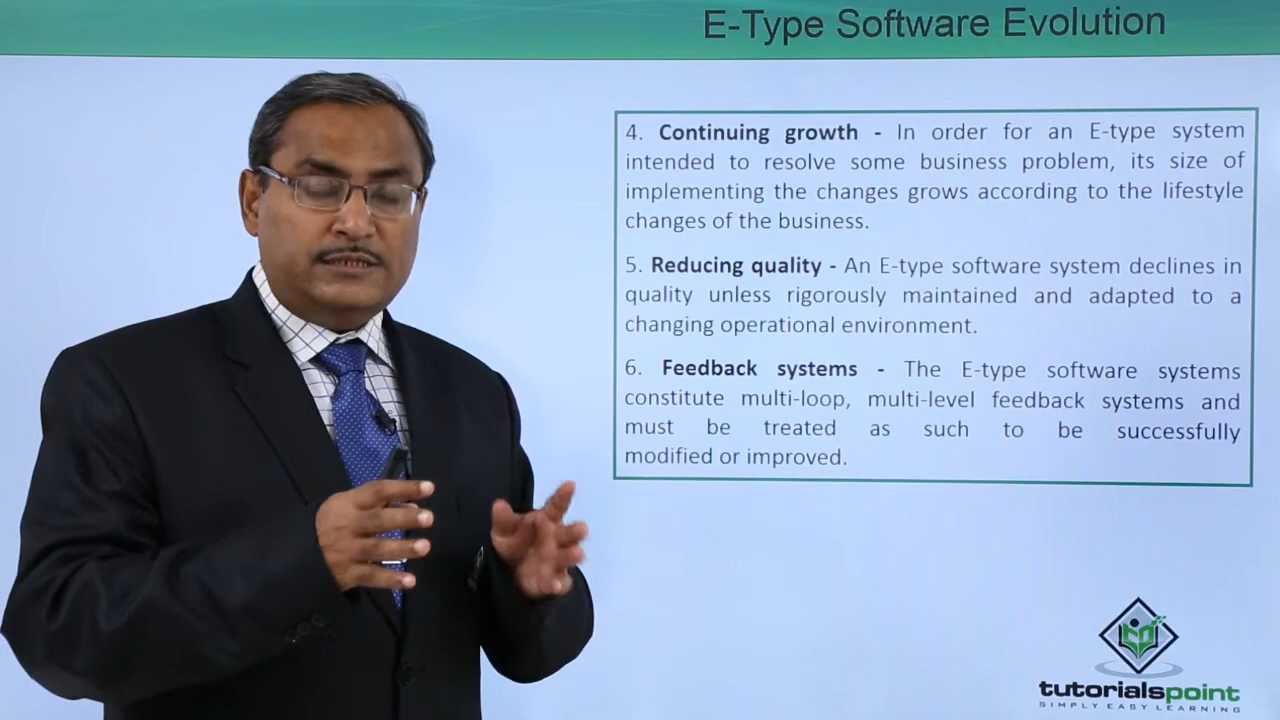 E-Type Software Evolution
4. Continuing growth - In order for an E-type system
intended to resolve some business problem, its size of
implementing the changes grows according to the lifestyle
changes of the business.
5. Reducing quality - An E-type software system declines in
quality unless rigorously maintained and adapted to a
changing operational environment.
6. Feedback systems - The E-type software systems
constitute multi-loop, multi-level feedback systems and
must be treated as such to be successfully
modified or improved.
tutorialspoint
SIMPLY EASY LEARNING